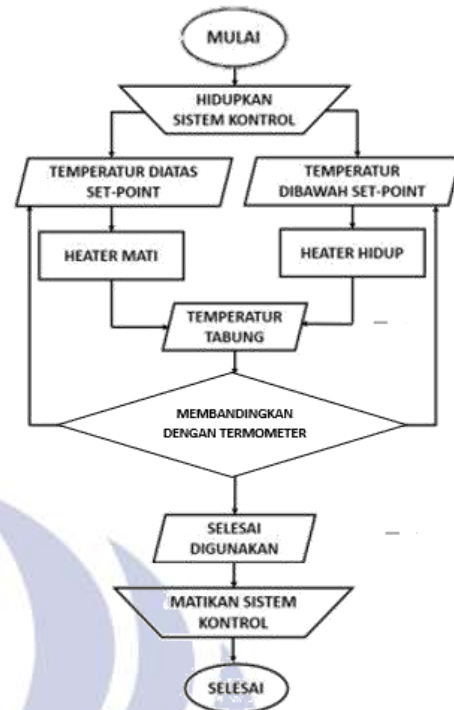 MULAI
HIDUPKAN
SISTEM KONTROL
TEMPERATUR DIATAS
SET-POINT
TEMPERATUR
DIBAWAH SET-POINT
HEATER MATI
HEATER HIDUP
TEMPERATUR
TABUNG
MEMBANDINGKAN
DENGAN TERMOMETER
SELESAI
DIGUNAKAN
MATIKAN SISTEM
KONTROL
SELESAI